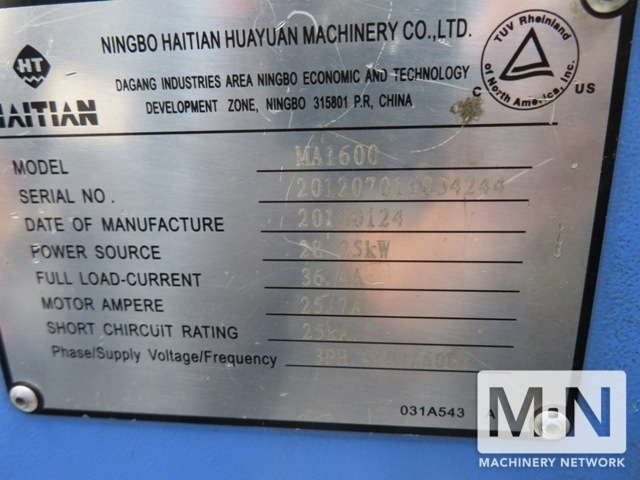 NINGBO HAITIAN HUAYUAN MACHINERY CO.,LTD.
DAGANG INDUSTRIES AREA NINGBO ECONOMIC AND TECHNOLOGY
DEVELOPMENT ZONE, NINGBO 315801 P.R, CHINA
HT
HAITIAN
TUV Rheinland
of North America, Inc.
C US
MODEL MA1600
SERIAL NO.
DATE OF MANUFACTURE
POWER SOURCE
FULL LOAD-CURRENT
MOTOR AMPERE
SHORT CHIRCUIT RATING 25kA
Phase/Supply Voltage/Frequency
031A543 A
MN
MACHINERY NETWORK